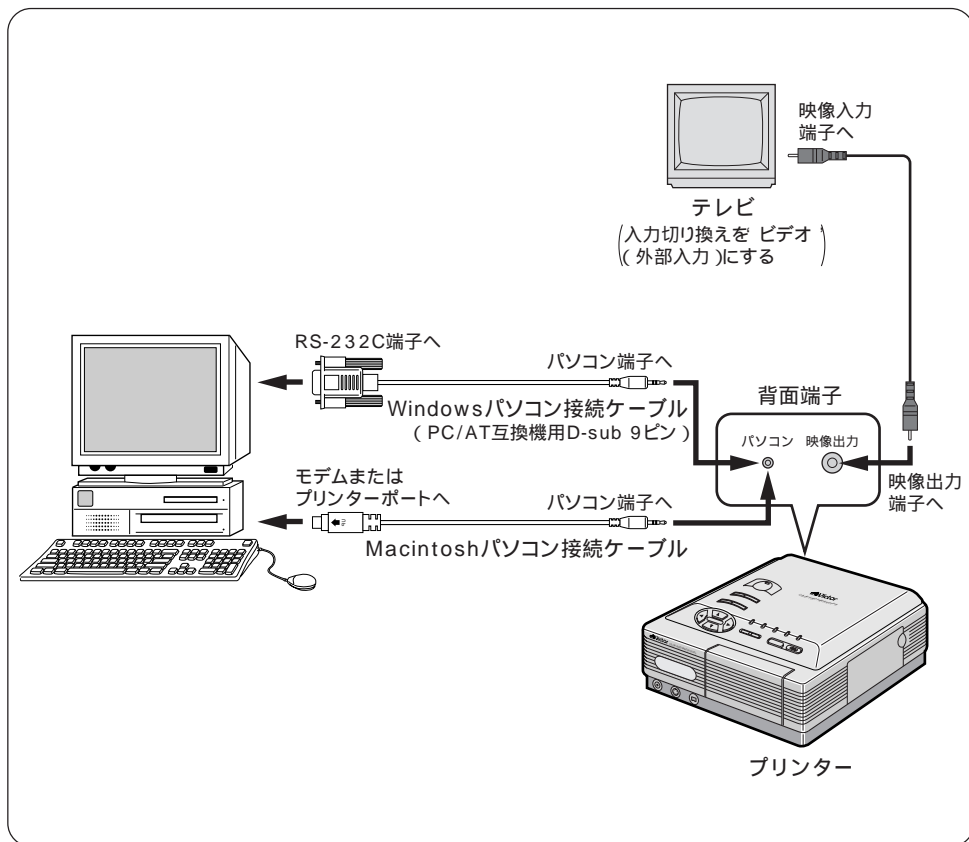 映像入力
端子へ
テレビ
(入力切り換えを ビデオ '
( 外部入力 )にする)
RS-232C端子へ
パソコン端子へ
Windowsパソコン接続ケーブル
( PC/AT互換機用D-sub 9ピン )
背面端子
パソコン 映像出力
映像出力
端子へ
モデムまたは
プリンターポートへ
パソコン端子へ
Macintoshパソコン接続ケーブル
Victor
プリンター